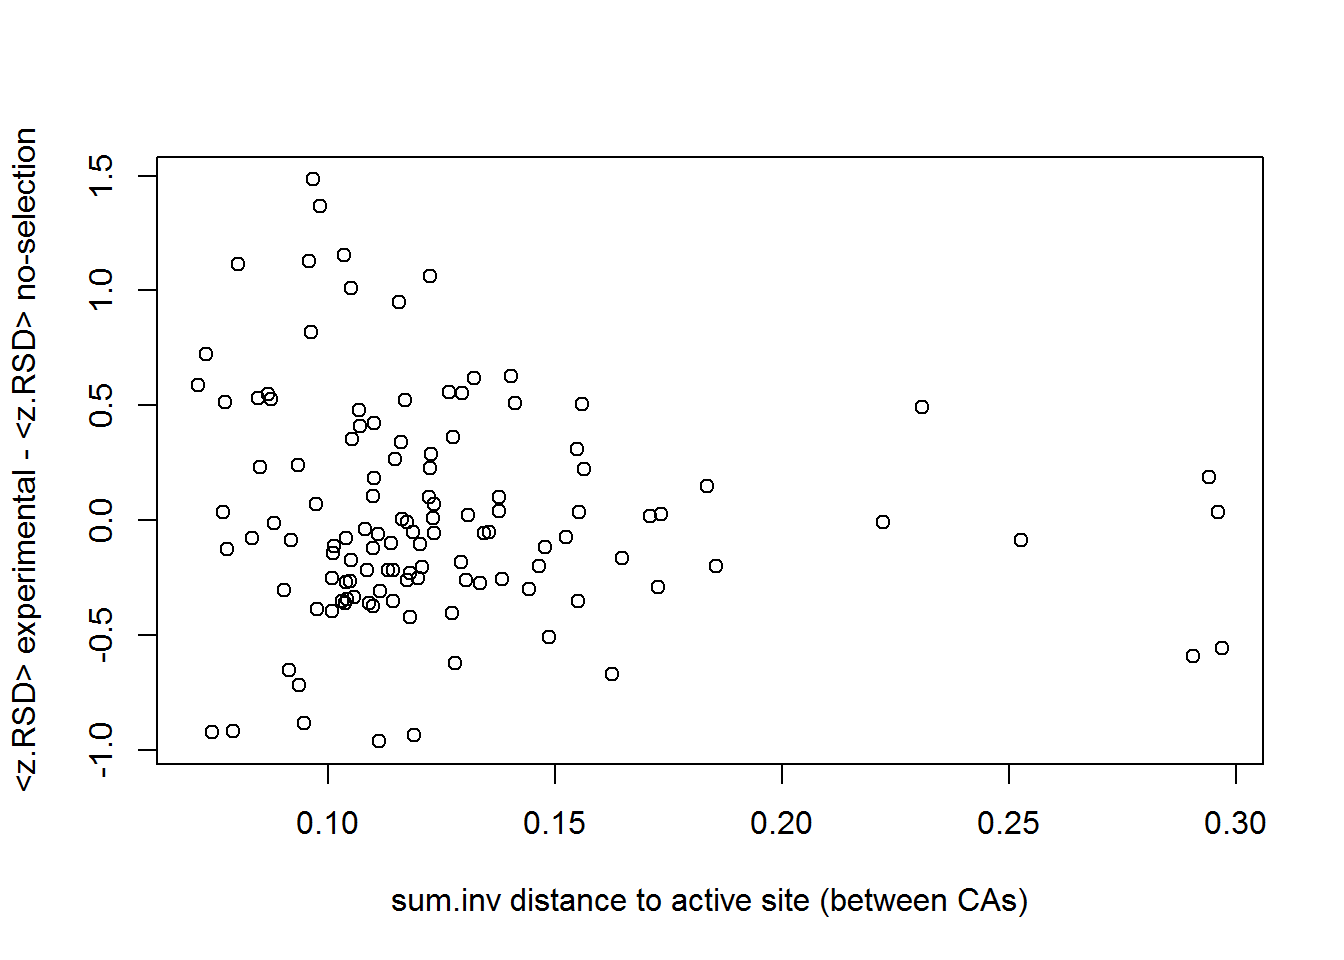 <z.RSD> experimental - <z.RSD> no-selection
1.5
1.0
0.5
0.0
-0.5
-1.0
0.10 0.15 0.20 0.25 0.30
sum.inv distance to active site (between CAs)